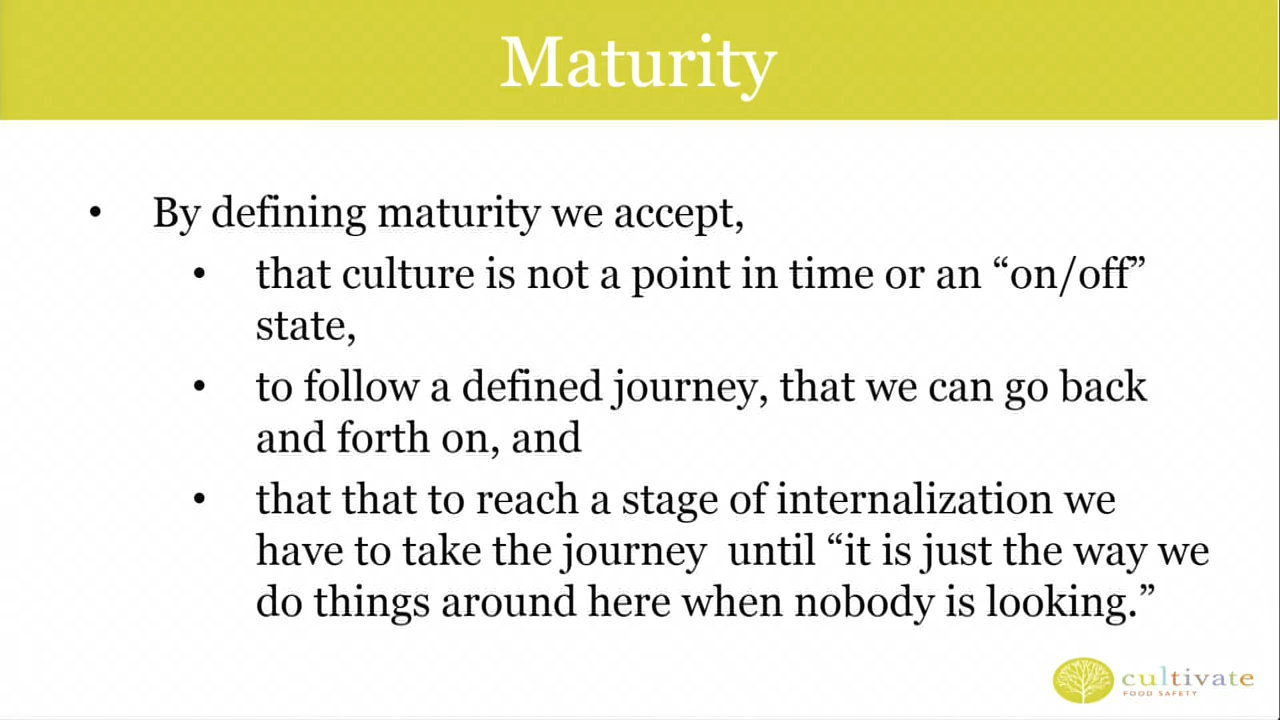 Maturity
• By defining maturity we accept,
• that culture is not a point in time or an “on/off”
state,
• to follow a defined journey, that we can go back
and forth on, and
• that that to reach a stage of internalization we
have to take the journey  until “it is just the way we
do things around here when nobody is looking.”
cultivate
FOOD SAFETY